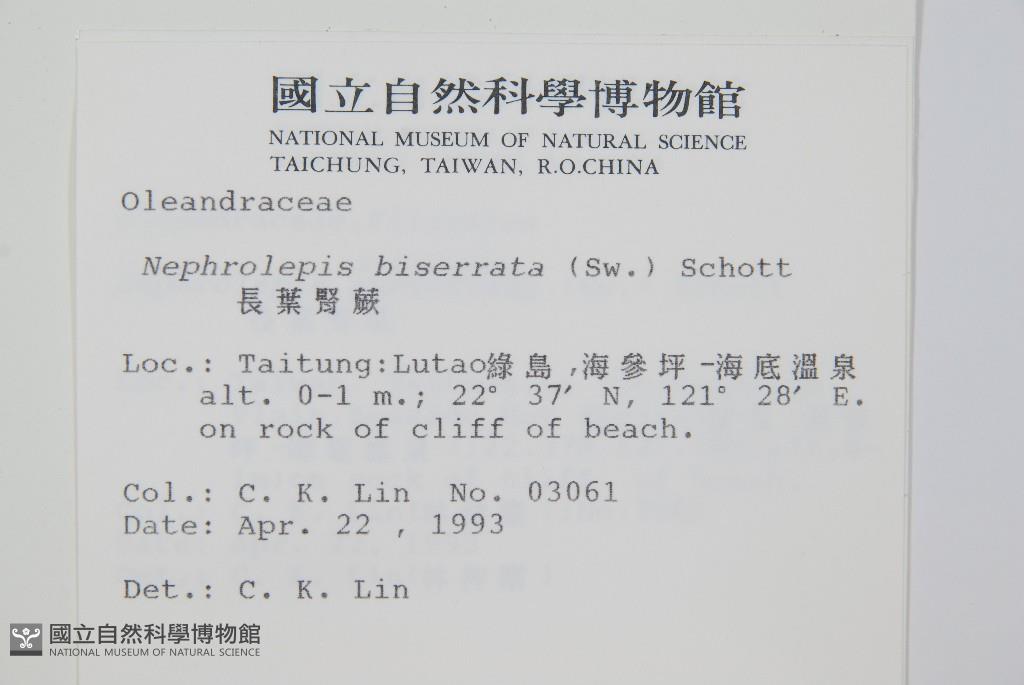 國立自然科學博物館
NATIONAL MUSEUM OF NATURAL SCIENCE
TAICHUNG, TAIWAN, R.O.CHINA
Oleandraceae
Nephrolepis biserrata (Sw.) Schott
長葉腎蕨
Loc.: Taitung:Lutao綠島,海參坪-海底溫泉
alt. 0-1 m.; 22° 37′ N, 121° 28′ E.
on rock of cliff of beach.
Col.: C. K. Lin No. 03061
Date: Apr. 22 , 1993
Det.: C. K. Lin
國立自然科學博物館
NATIONAL MUSEUM OF NATURAL SCIENCE